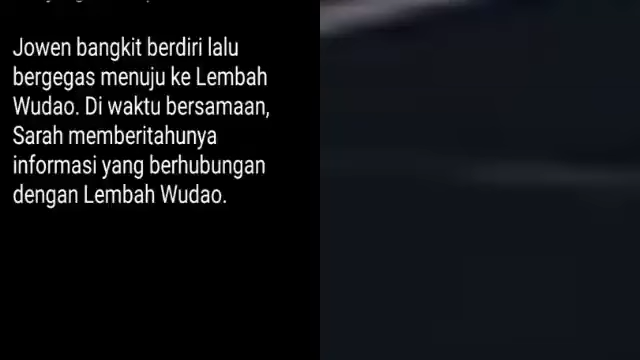 Jowen bangkit berdiri lalu
bergegas menuju ke Lembah
Wudao. Di waktu bersamaan,
Sarah memberitahunya
informasi yang berhubungan
dengan Lembah Wudao.